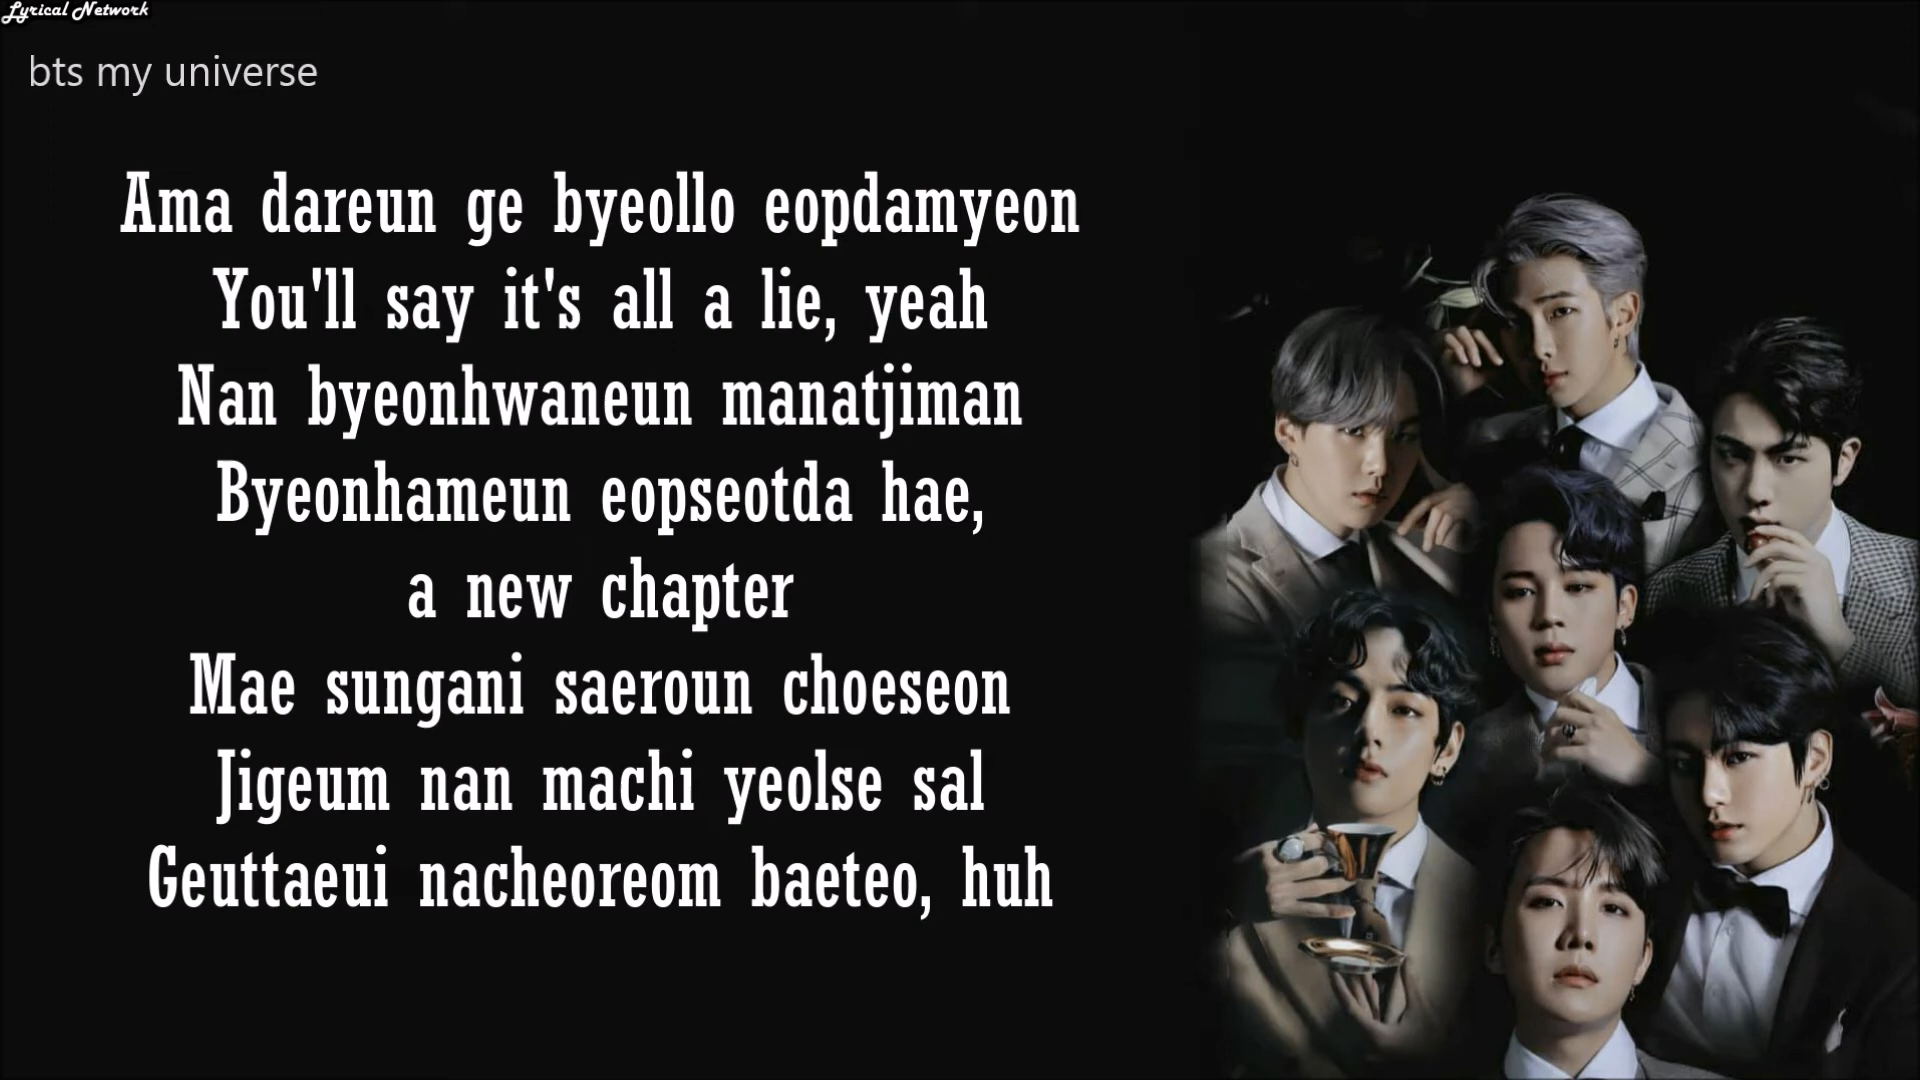 Lyrical Network
bts my universe
Ama dareun ge byeollo eopdamyeon
You'll say it's all a lie, yeah
Nan byeonhwaneun manatjiman
Byeonhameun eopseotda hae,
a new chapter
Mae sungani saeroun choeseon
Jigeum nan machi yeolse sal
Geuttaeui nacheoreom baeteo, huh